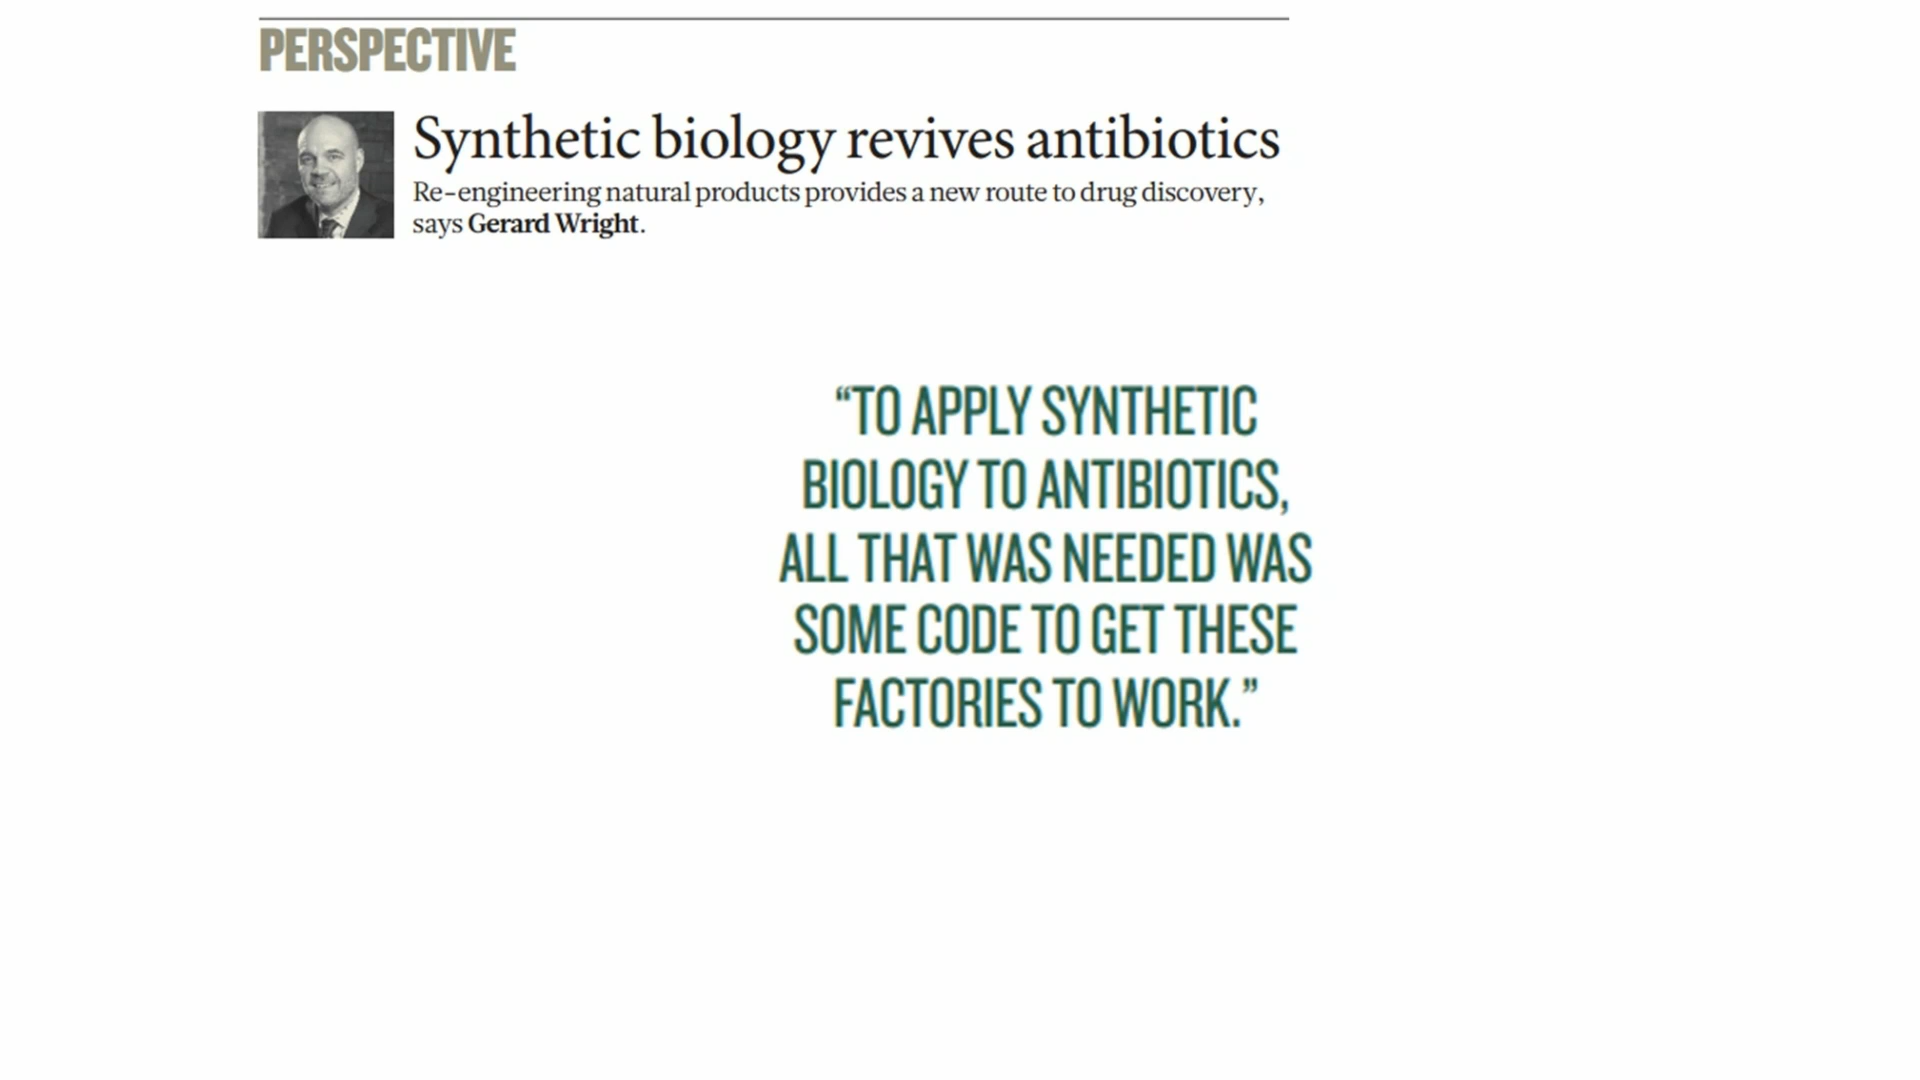 PERSPECTIVE
Synthetic biology revives antibiotics
Re-engineering natural products provides a new route to drug discovery,
says Gerard Wright.
“TO APPLY SYNTHETIC
BIOLOGY TO ANTIBIOTICS,
ALL THAT WAS NEEDED WAS
SOME CODE TO GET THESE
FACTORIES TO WORK.”